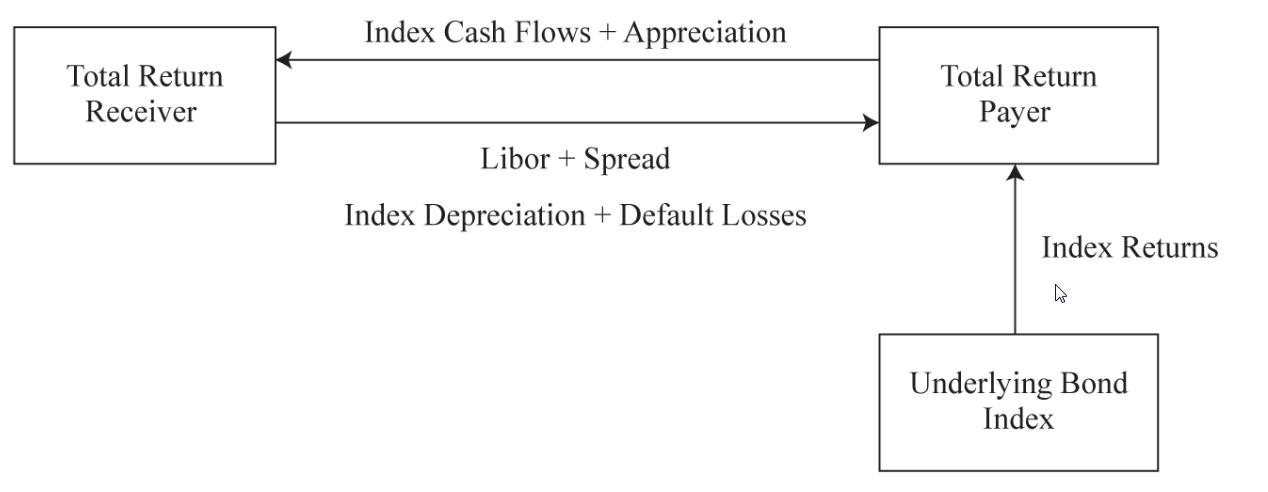 Index Cash Flows + Appreciation
Total Return
Receiver
Total Return
Payer
Libor + Spread
Index Depreciation + Default Losses
Index Returns
Underlying Bond
Index